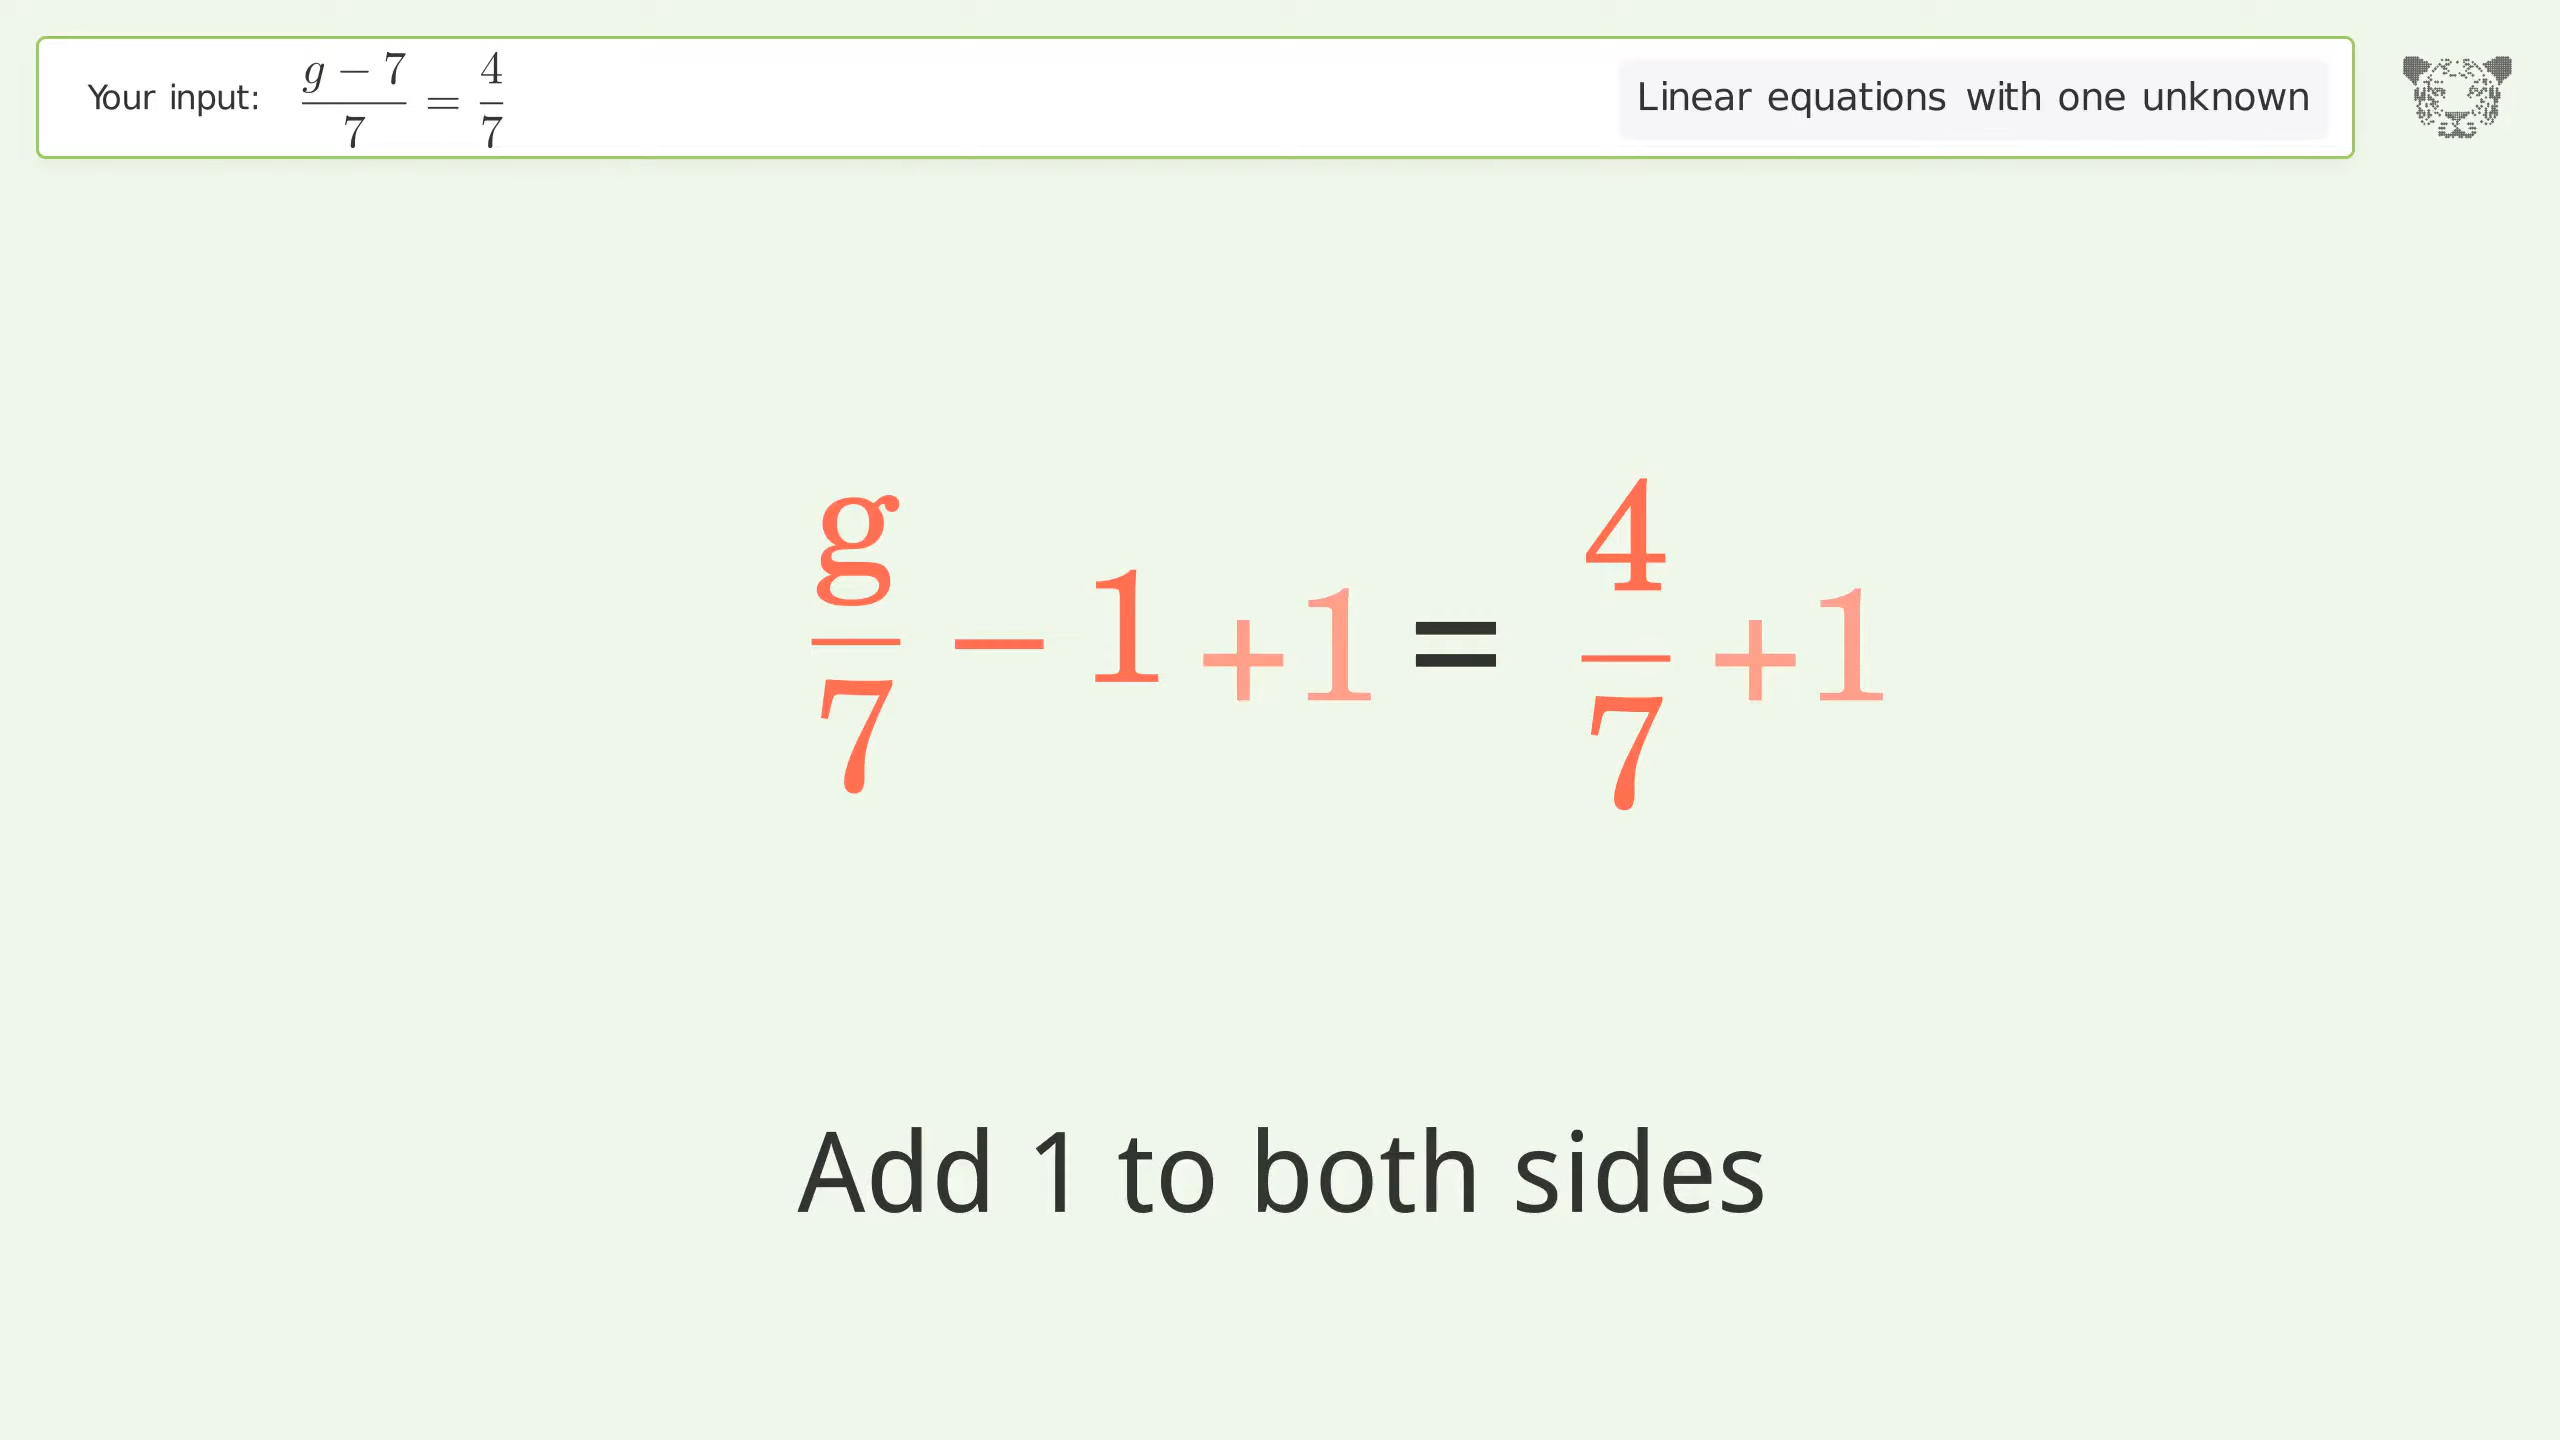 Your input: (g − 7)/7 = 4/7
Linear equations with one unknown
g/7 − 1 +1 = 4/7 +1
Add 1 to both sides